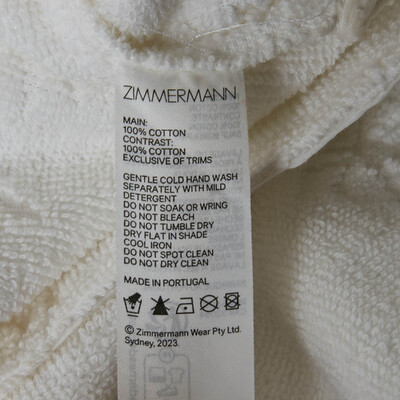 ZIMMERMANN
MAIN:
100% COTTON
CONTRAST:
100% COTTON
EXCLUSIVE OF TRIMS
GENTLE COLD HAND WASH
SEPARATELY WITH MILD
DETERGENT
DO NOT SOAK OR WRING
DO NOT BLEACH
DO NOT TUMBLE DRY
DRY FLAT IN SHADE
COOL IRON
DO NOT SPOT CLEAN
DO NOT DRY CLEAN
MADE IN PORTUGAL
© Zimmermann Wear Pty Ltd.
Sydney, 2023.